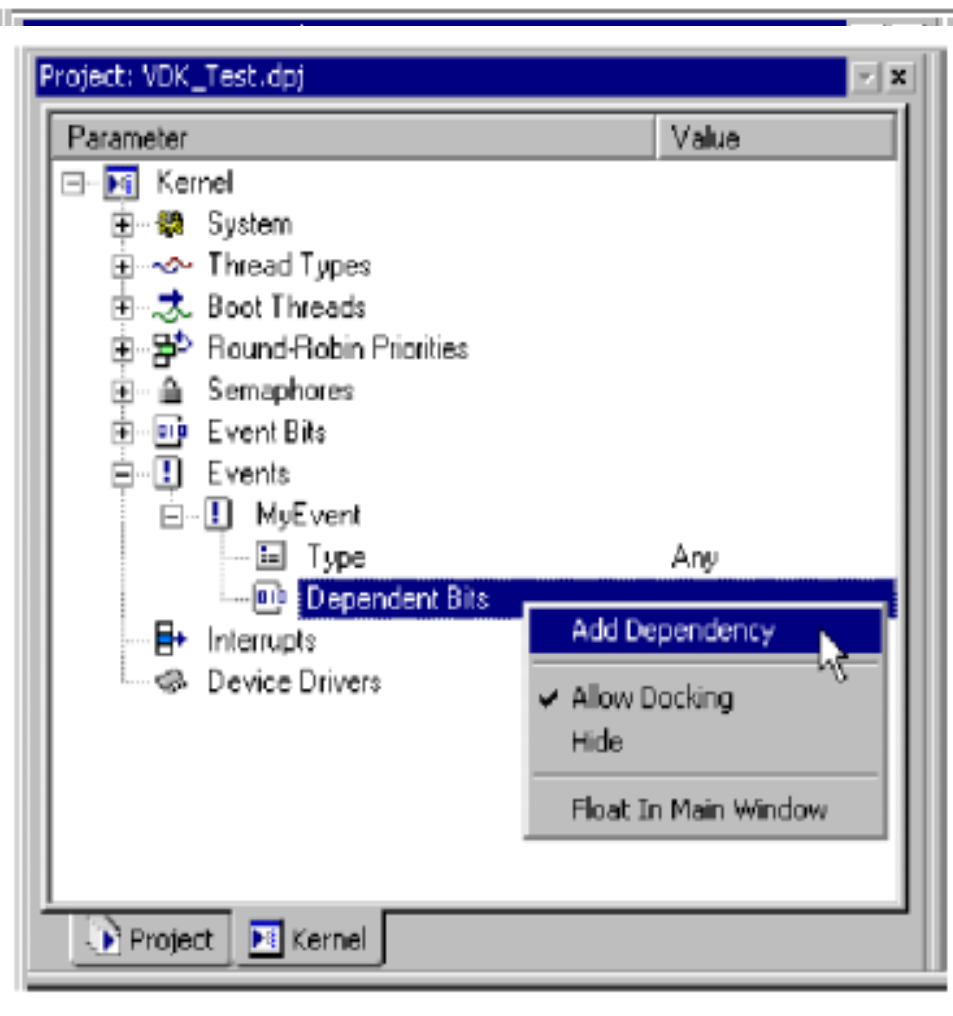 Project: VDK_Test.dpj
Parameter Value
Kernel
System
Thread Types
Boot Threads
Round-Robin Priorities
Semaphores
Event Bits
Events
MyEvent
Type Any
Dependent Bits
Add Dependency
Interrupts
Device Drivers
Allow Docking
Hide
Float In Main Window
Project Kernel